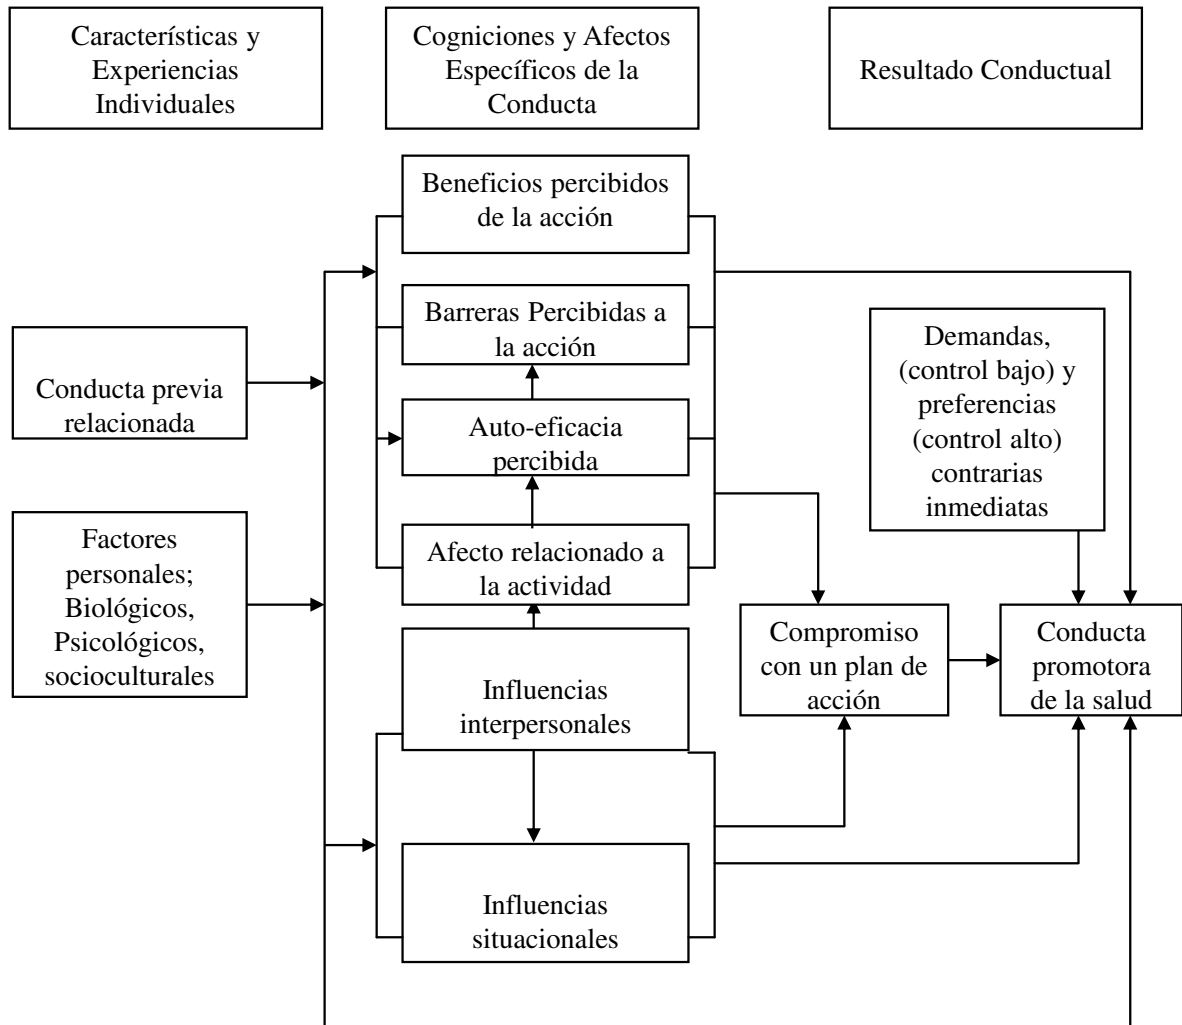 Características y
Experiencias
Individuales
Cogniciones y Afectos
Específicos de la
Conducta
Resultado Conductual
Beneficios percibidos
de la acción
Barreras Percibidas a
la acción
Auto-eficacia
percibida
Afecto relacionado a
la actividad
Influencias
interpersonales
Influencias
situacionales
Conducta previa
relacionada
Factores
personales;
Biológicos,
Psicológicos,
socioculturales
Demandas,
(control bajo) y
preferencias
(control alto)
contrarias
inmediatas
Compromiso
con un plan de
acción
Conducta
promotora
de la salud